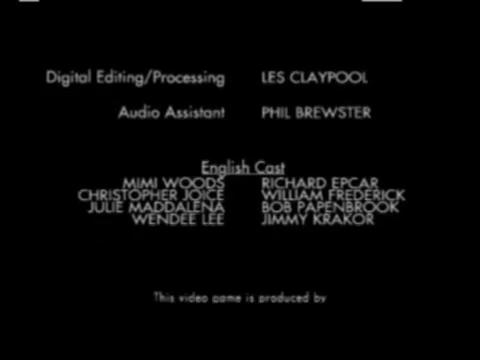 Digital Editing/Processing LES CLAYPOOL
Audio Assistant PHIL BREWSTER
English Cast
MIMI WOODS RICHARD EPCAR
CHRISTOPHER JOICE WILLIAM FREDERICK
JULIE MADDALENA BOB PAPENBROOK
WENDEE LEE JIMMY KRAKOR
This video game is produced by